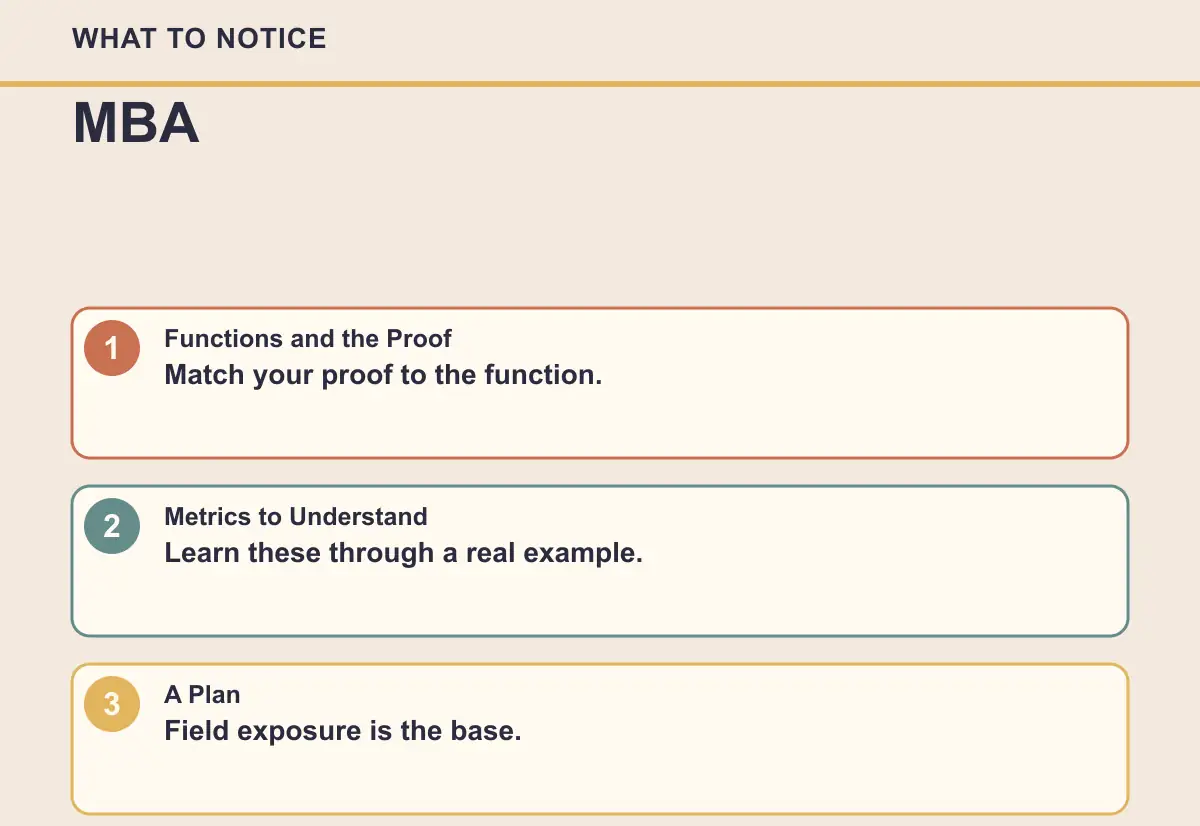 WHAT TO NOTICE
MBA
1
Functions and the Proof
Match your proof to the function.
2
Metrics to Understand
Learn these through a real example.
3
A Plan
Field exposure is the base.